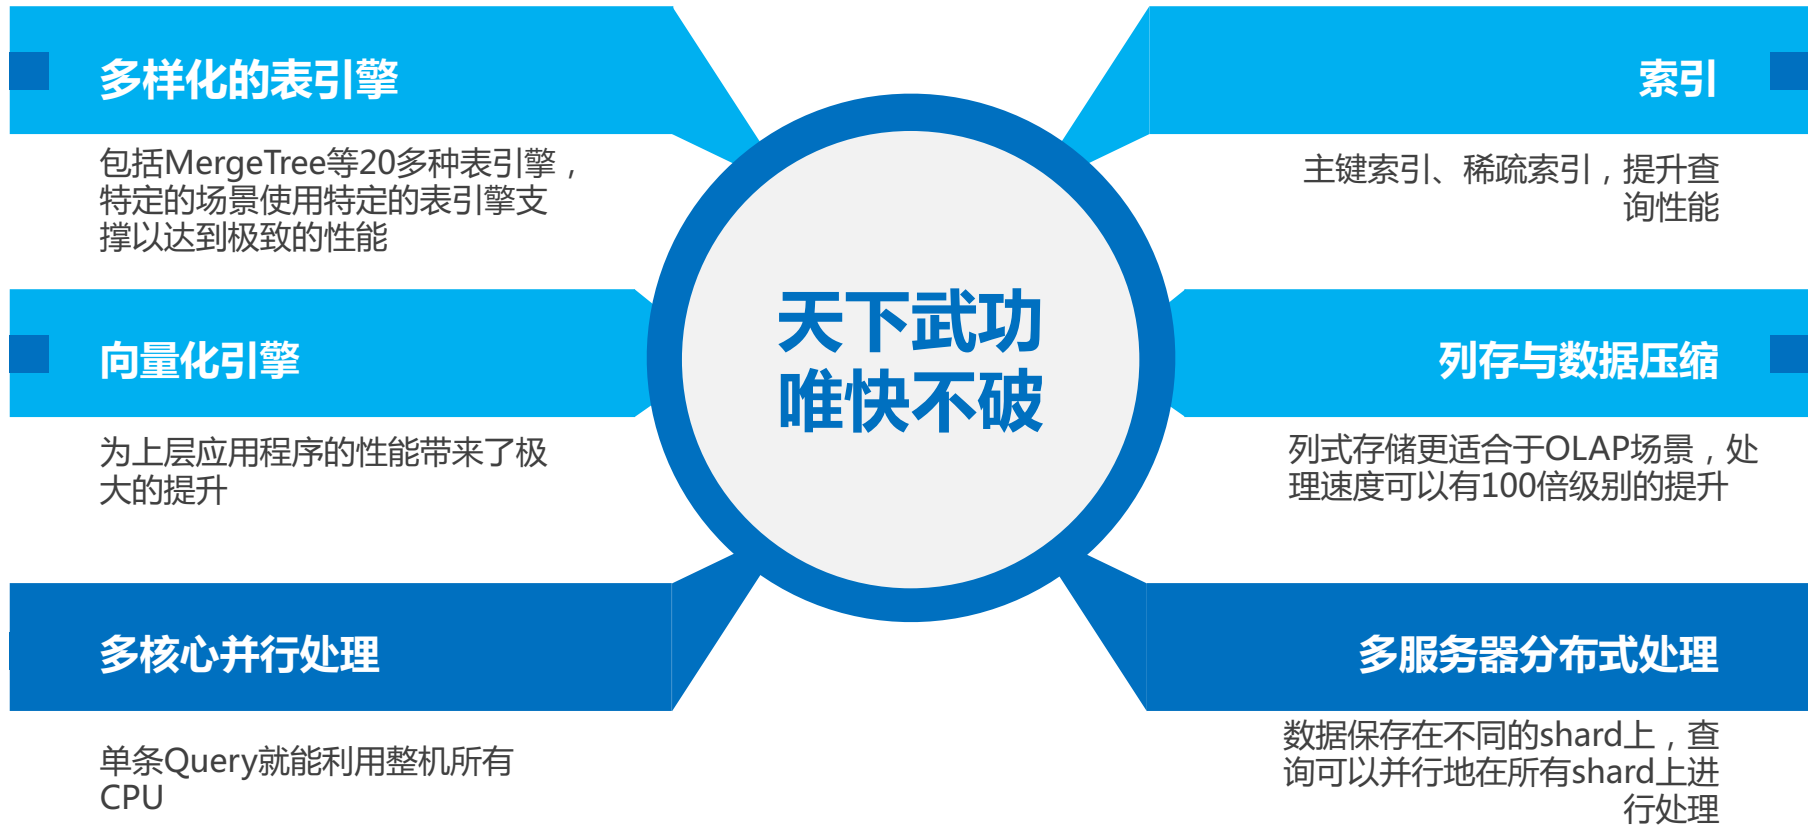 多样化的表引擎
包括MergeTree等20多种表引擎，
特定的场景使用特定的表引擎支
撑以达到极致的性能
向量化引擎
为上层应用程序的性能带来了极
大的提升
多核心并行处理
单条Query就能利用整机所有
CPU
天下武功
唯快不破
索引
主键索引、稀疏索引，提升查
询性能
列存与数据压缩
列式存储更适合于OLAP场景，处
理速度可以有100倍级别的提升
多服务器分布式处理
数据保存在不同的shard上，查
询可以并行地在所有shard上进
行处理